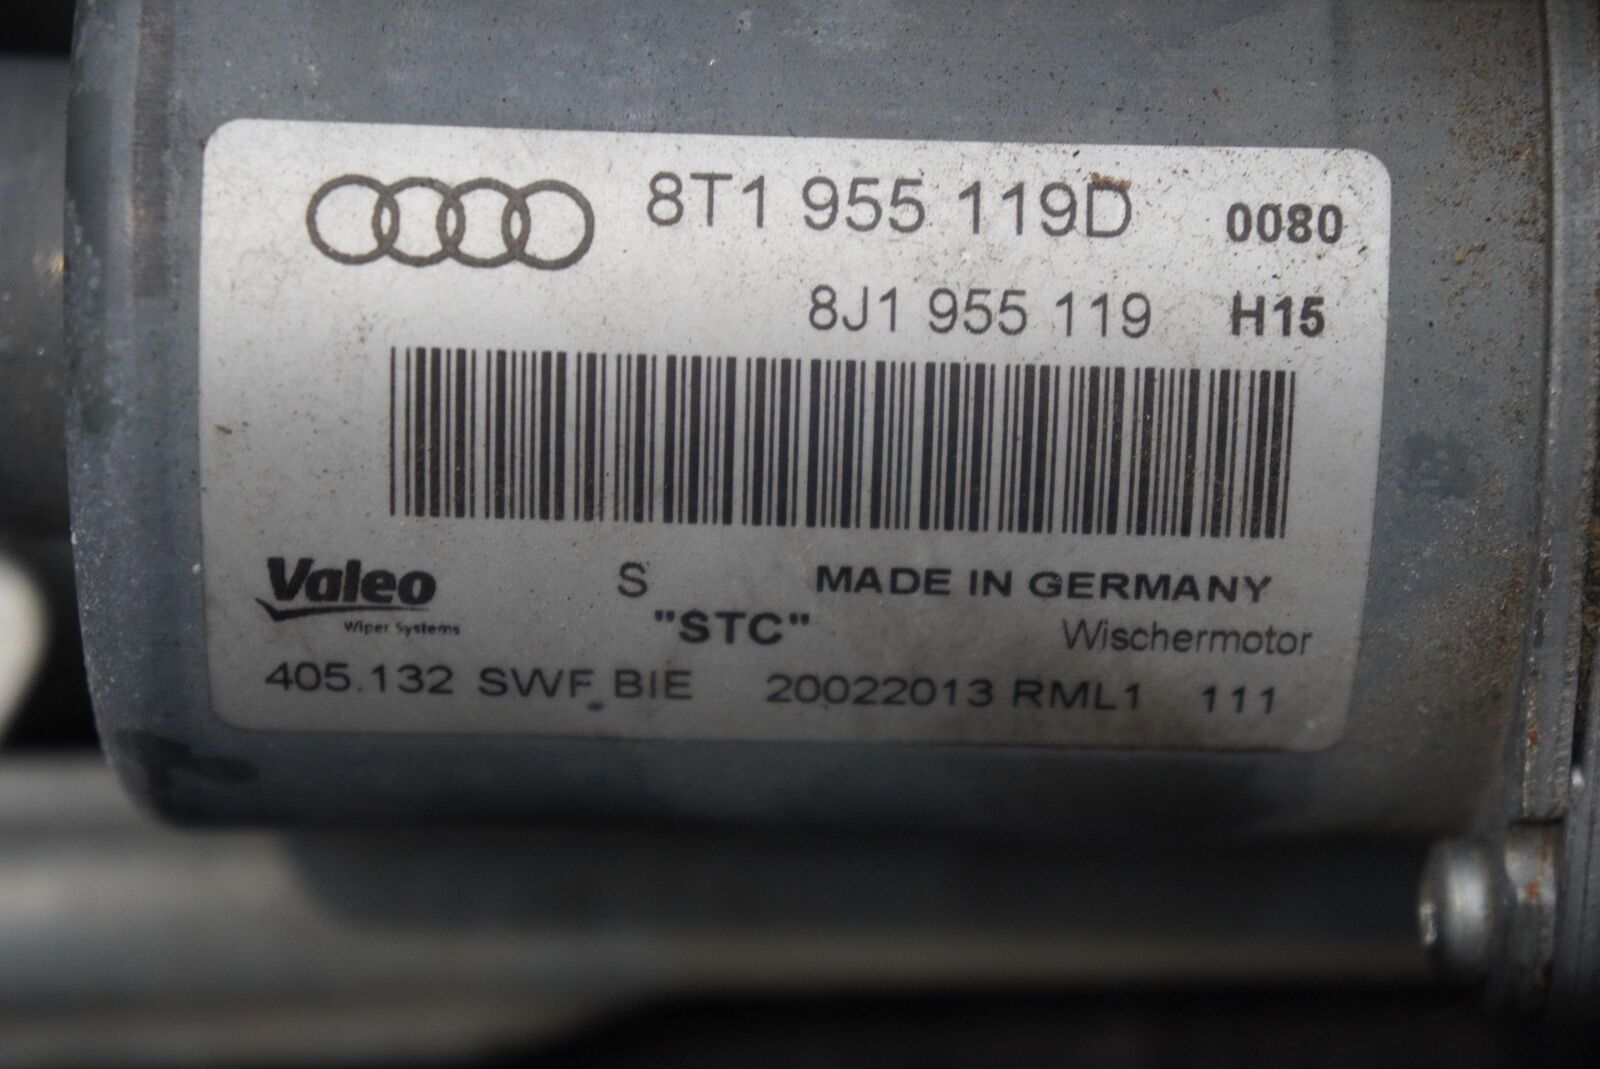 8T1 955 119D 0080
8J1 955 119 H15
Valeo S MADE IN GERMANY
Wiper Systems "STC" Wischermotor
405.132 SWF BIE 20022013 RML1 111